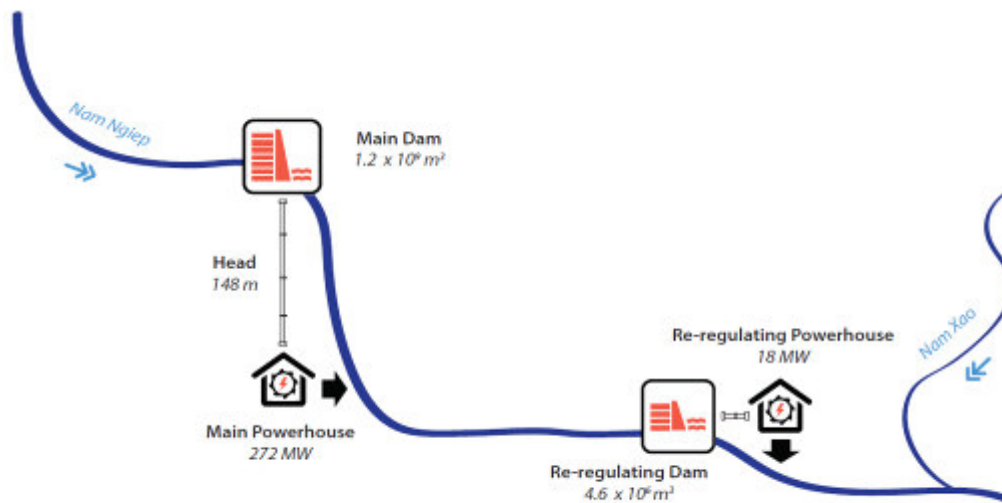 Nam Ngiep
Main Dam
1.2 x 10⁹ m³
Head
148 m
Main Powerhouse
272 MW
Re-regulating Powerhouse
18 MW
Nam Xao
Re-regulating Dam
4.6 x 10⁶ m³